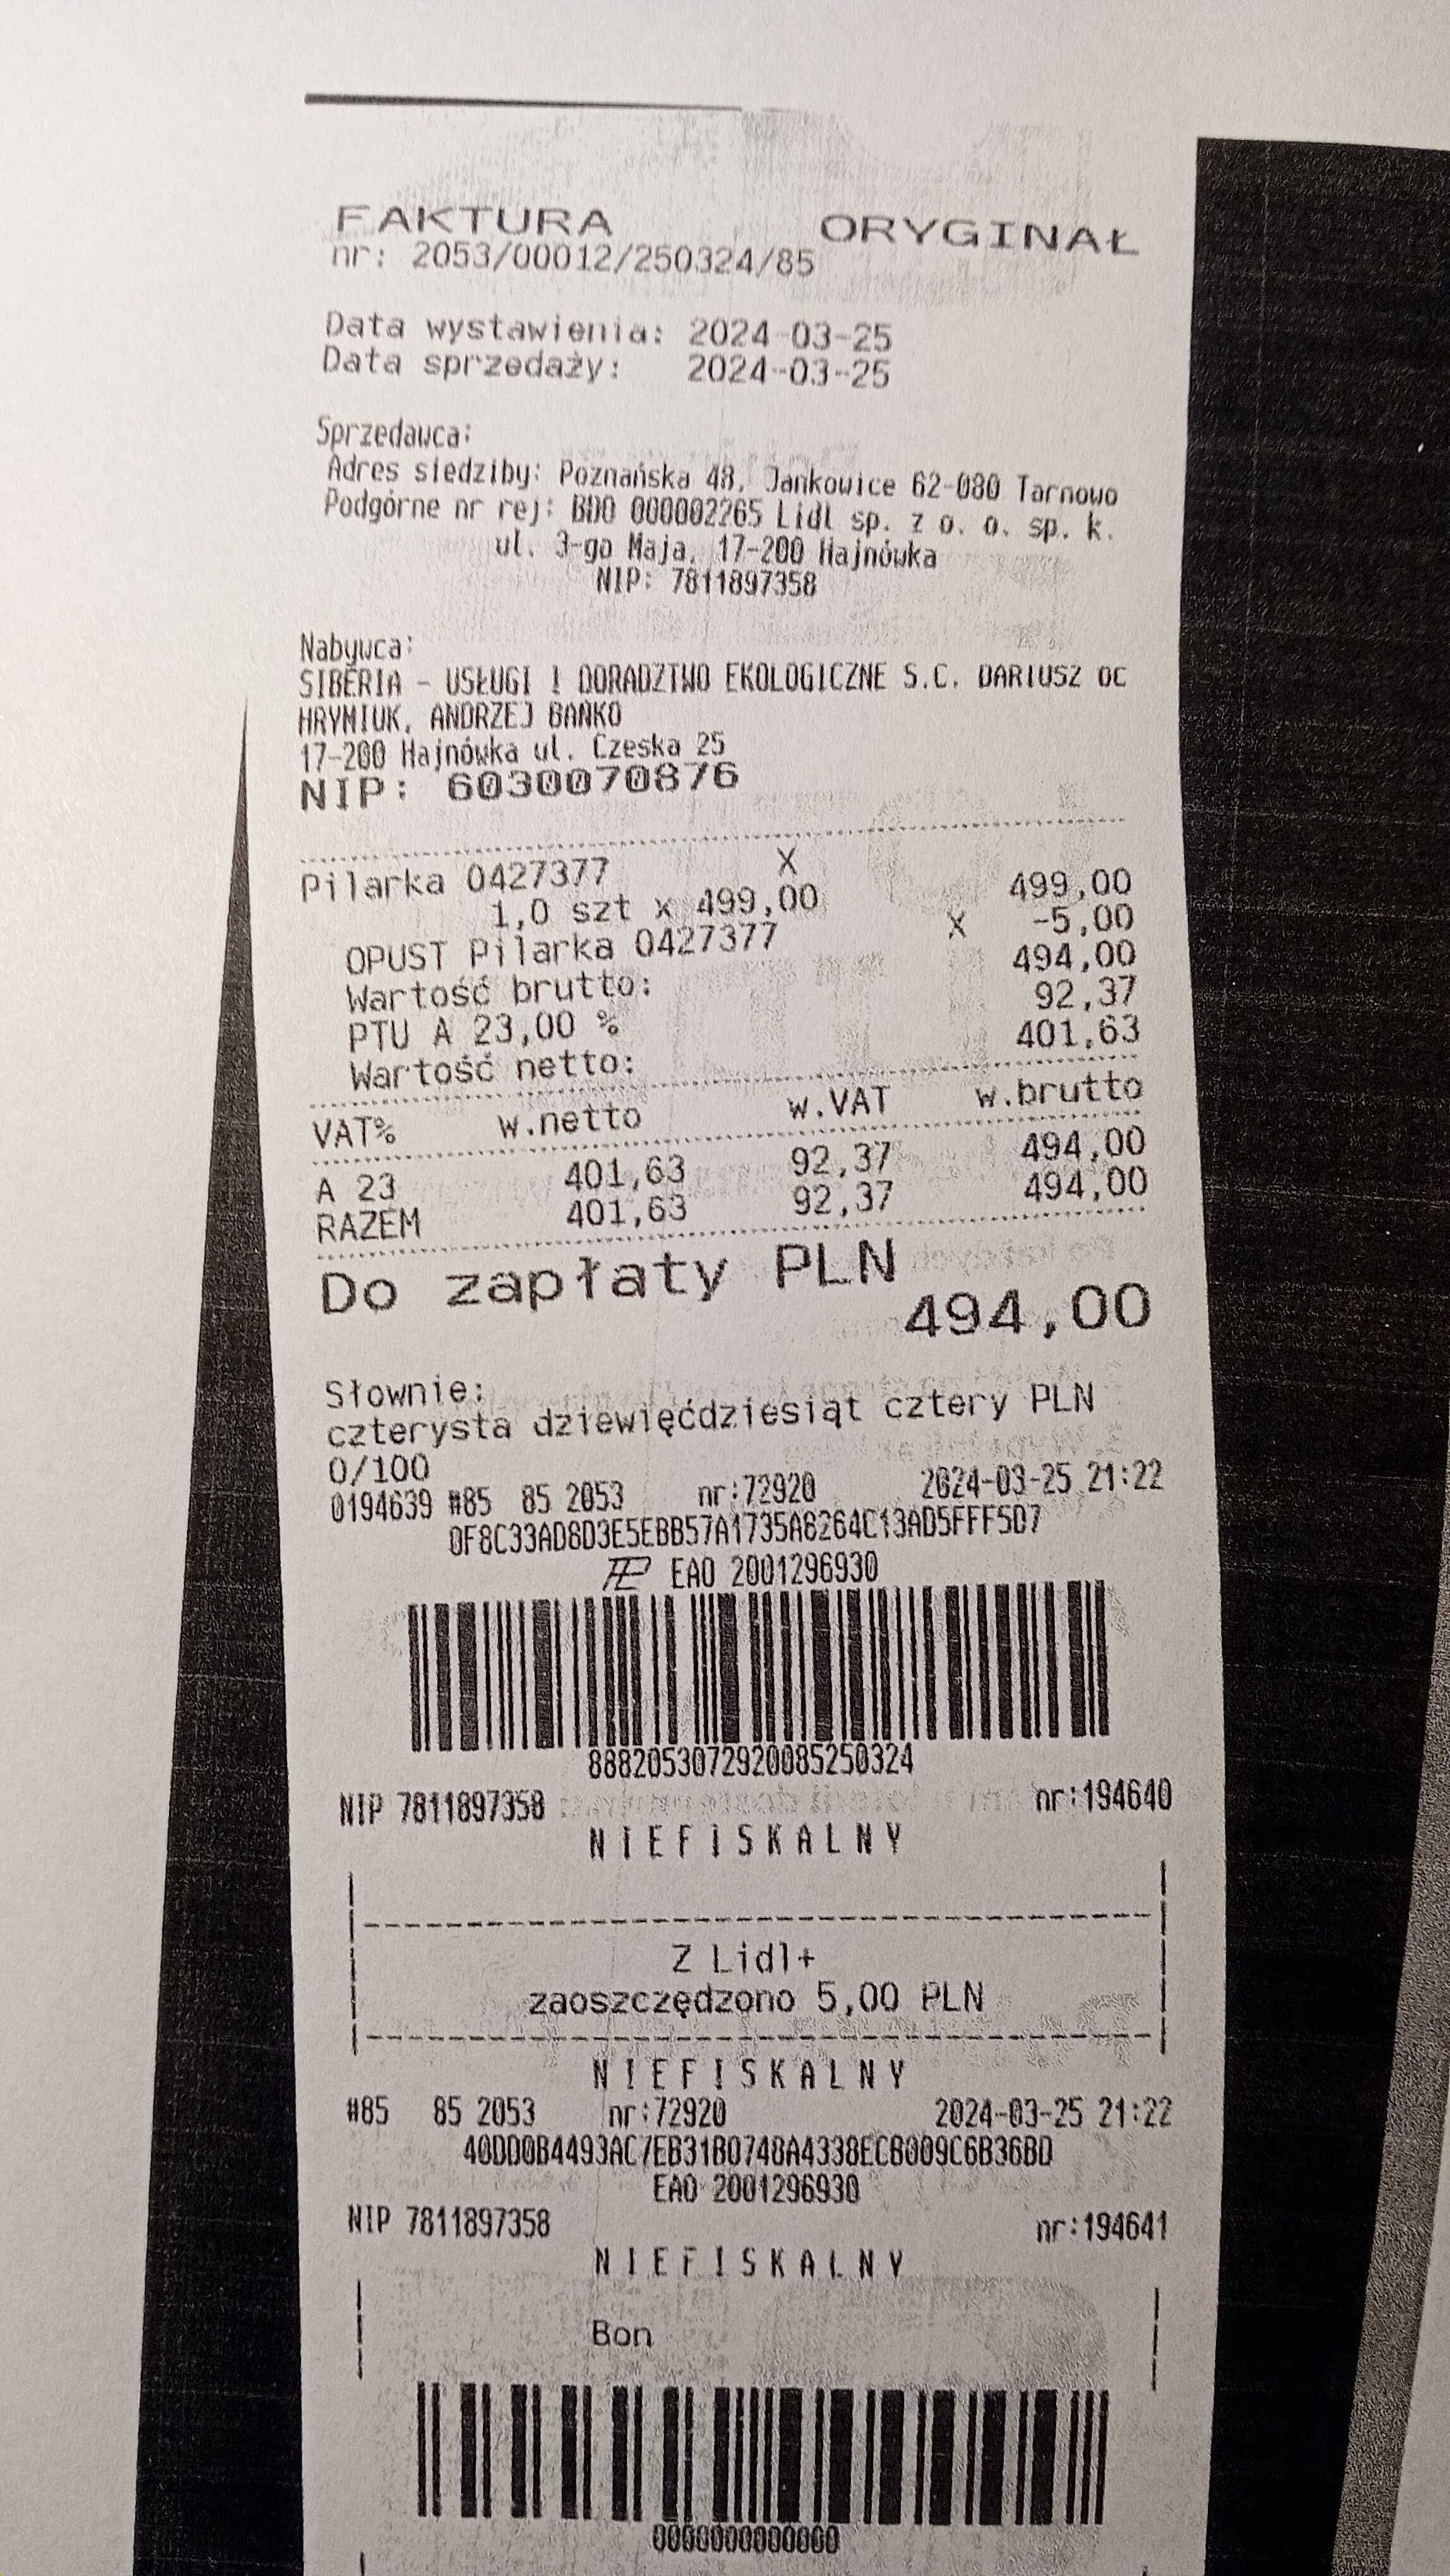 FAKTURA ORYGINAŁ
nr: 2053/00012/250324/85
Data wystawienia: 2024-03-25
Data sprzedaży: 2024-03-25
Sprzedawca:
Adres siedziby: Poznańska 48, Jankowice 62-080 Tarnowo
Podgórne nr rej: BDO 000002265 Lidl sp. z o. o. sp. k.
ul. 3-go Maja, 17-200 Hajnówka
NIP: 7811897358
Nabywca:
SIBERIA - USŁUGI I DORADZTWO EKOLOGICZNE S.C. DARIUSZ OC
HRYMIUK, ANDRZEJ BAŃKO
17-200 Hajnówka ul. Czeska 25
NIP: 6030070876
Pilarka 0427377 X
1,0 szt x 499,00 499,00
OPUST Pilarka 0427377 X -5,00
Wartość brutto: 494,00
PTU A 23,00 % 92,37
Wartość netto: 401,63
VAT% w.netto w.VAT w.brutto
A 23 401,63 92,37 494,00
RAZEM 401,63 92,37 494,00
Do zapłaty PLN
494,00
Słownie:
czterysta dziewięćdziesiąt cztery PLN
0/100
0194639 #85 85 2053 nr:72920 2024-03-25 21:22
0F8C33AD8D3E5EBB57A1735A8264C13AD5FFF5D7
EAO 2001296930
8882053072920085250324
NIP 7811897358 nr:194640
NIEFISKALNY
Z Lidl+
zaoszczędzono 5,00 PLN
NIEFISKALNY
#85 85 2053 nr:72920 2024-03-25 21:22
40DD0B4493AC7EB31B0748A4338ECB009C6B36BD
EAO 2001296930
NIP 7811897358 nr:194641
NIEFISKALNY
Bon
0000000000000